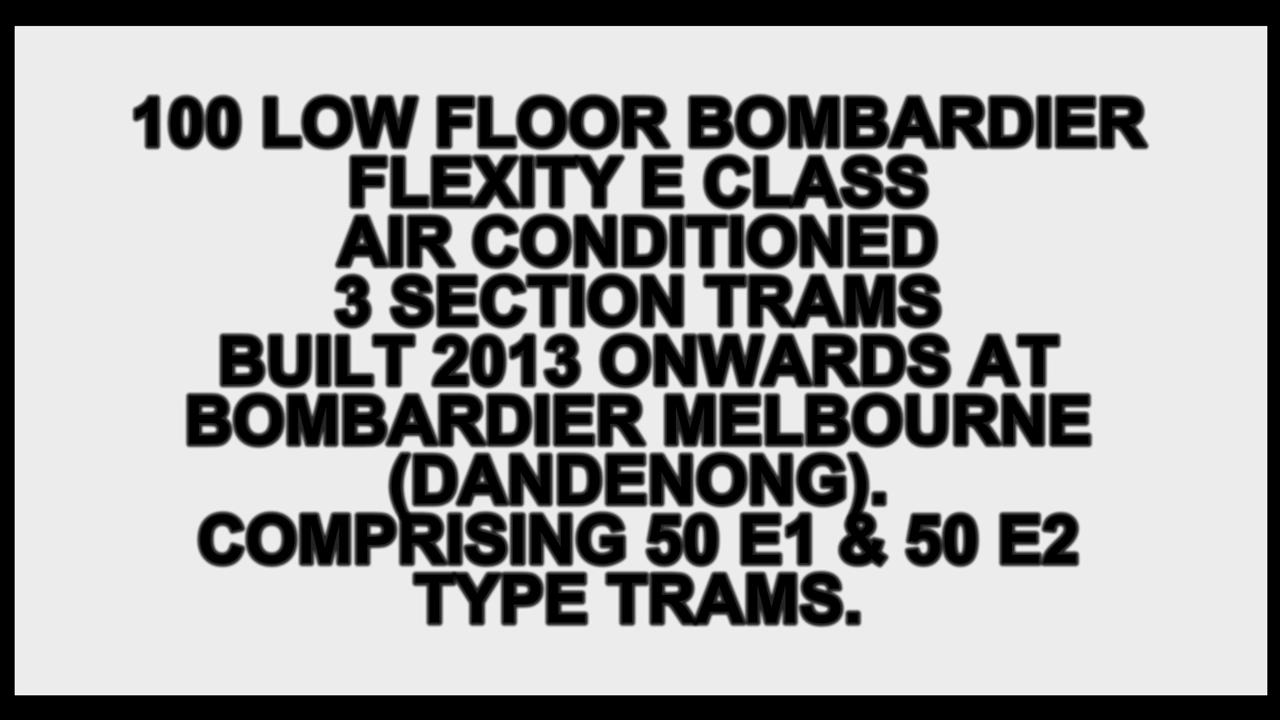 100 LOW FLOOR BOMBARDIER
FLEXITY E CLASS
AIR CONDITIONED
3 SECTION TRAMS
BUILT 2013 ONWARDS AT
BOMBARDIER MELBOURNE
(DANDENONG).
COMPRISING 50 E1 & 50 E2
TYPE TRAMS.